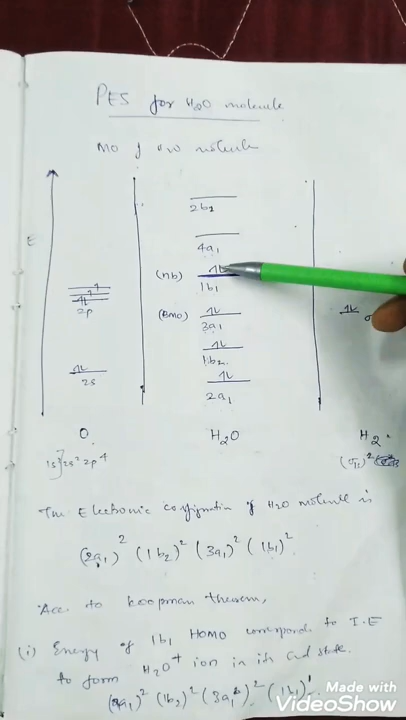 PES for H2O molecule
MO of H2O molecule
E
2b2
4a1
(nb)
1b1
2p
(BMO)
3a1
1b2
2s
2a1
O
H2O
H2
1s2 2s2 2p4
The Electronic configuration of H2O molecule is
(2a1)2 (1b2)2 (3a1)2 (1b1)2
Acc. to koopman theorem,
(i) Energy of 1b1 HOMO corresponds to I.E
to form H2O+ ion in its Gnd state.
(2a1)2 (1b2)2 (3a1)2 (1b1)1
Made with
VideoShow